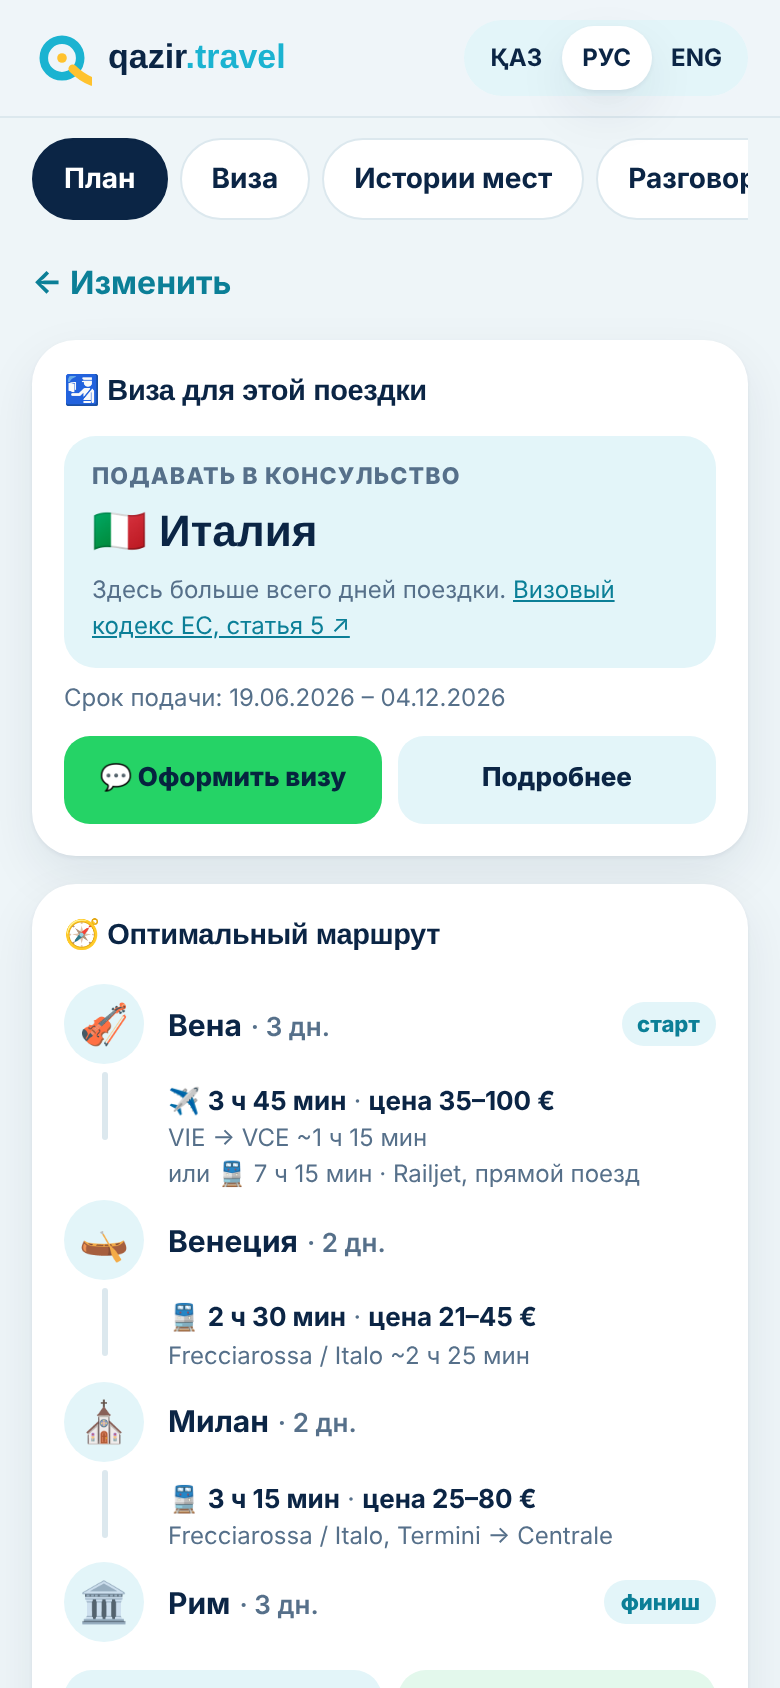 qazir.travel
ҚАЗ РУС ENG
План Виза Истории мест Разговор
← Изменить
Виза для этой поездки
ПОДАВАТЬ В КОНСУЛЬСТВО
🇮🇹 Италия
Здесь больше всего дней поездки. Визовый
кодекс ЕС, статья 5 ↗
Срок подачи: 19.06.2026 – 04.12.2026
💬 Оформить визу Подробнее
🧭 Оптимальный маршрут
Вена · 3 дн. старт
✈️ 3 ч 45 мин · цена 35–100 €
VIE → VCE ~1 ч 15 мин
или 🚆 7 ч 15 мин · Railjet, прямой поезд
Венеция · 2 дн.
🚆 2 ч 30 мин · цена 21–45 €
Frecciarossa / Italo ~2 ч 25 мин
Милан · 2 дн.
🚆 3 ч 15 мин · цена 25–80 €
Frecciarossa / Italo, Termini → Centrale
Рим · 3 дн. финиш